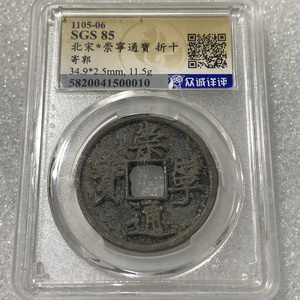 1105-06
SGS 85
北宋*崇寧通寶 折十
寄郭
34.9*2.5mm, 11.5g
5820041500010
众诚详评
崇
寶 寧
通